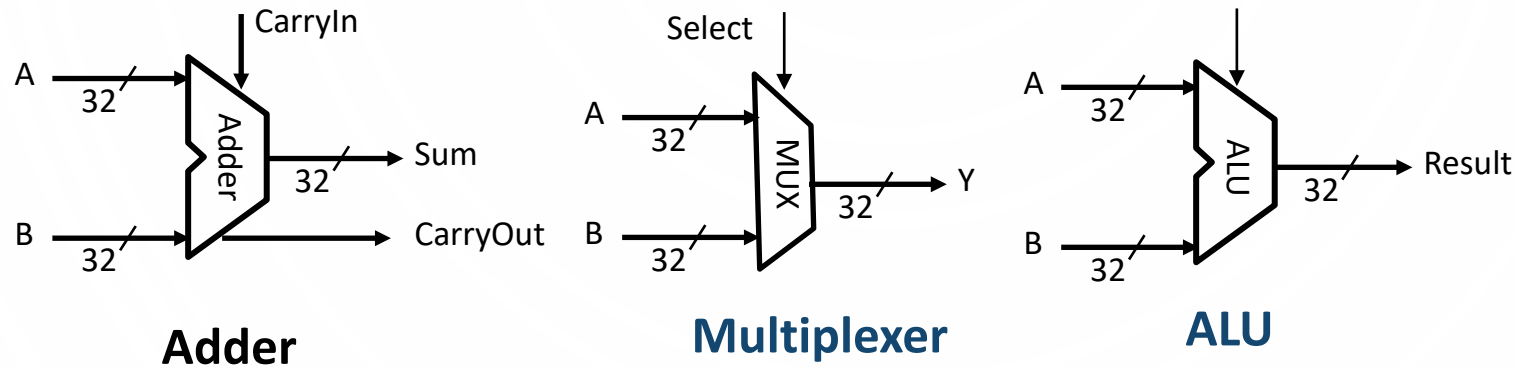 CarryIn
A
32
Adder
Sum
32
B
32
CarryOut
Adder
Select
A
32
MUX
Y
32
B
32
Multiplexer
A
32
ALU
Result
32
B
32
ALU